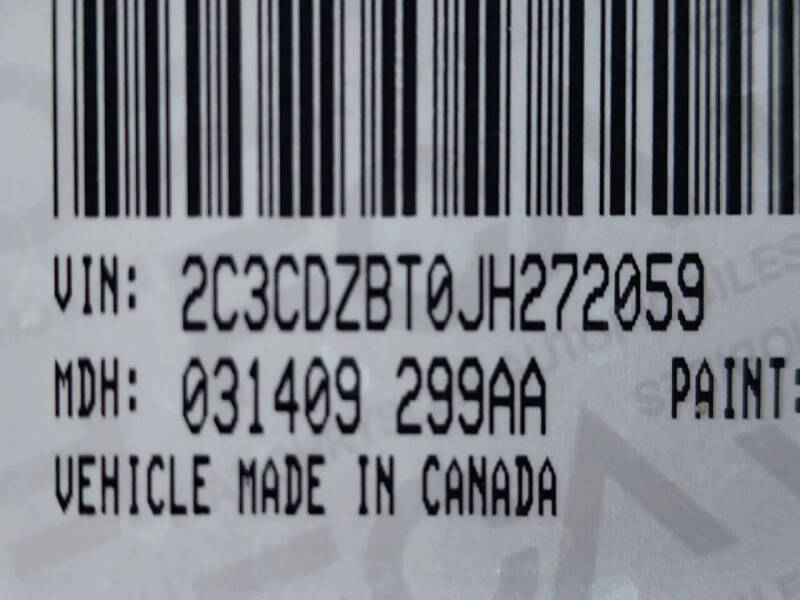 VIN: 2C3CDZBT0JH272059
MDH: 031409 299AA PAINT:
VEHICLE MADE IN CANADA